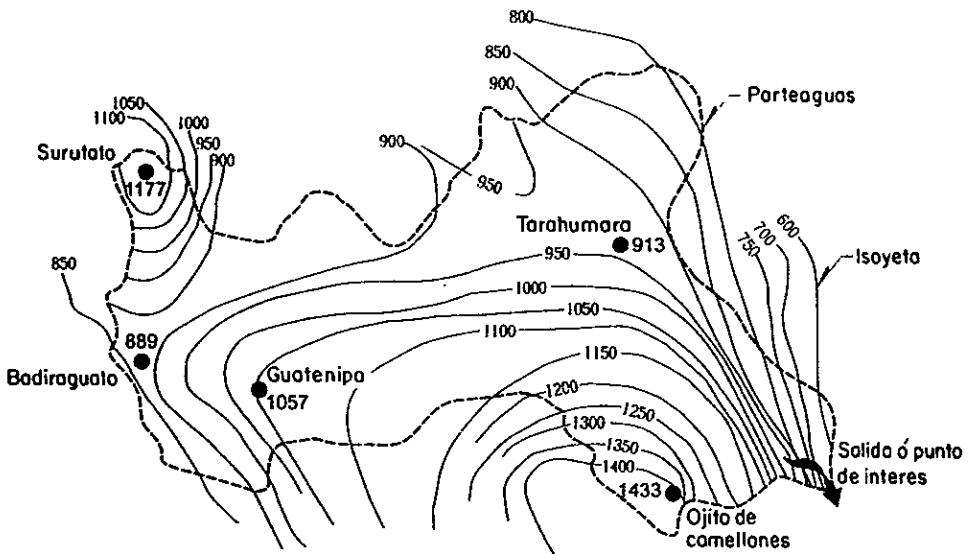 800
850
900
Parteaguas
1050
1100
1000
950
900
Surutato
1177
900
950
Tarahumara
913
600
700
750
Isoyeta
850
950
1000
1050
1100
1150
889
Badiraguato
Guatenipa
1057
1200
1250
1300
1350
1400
1433
Salida ó punto
de interes
Ojito de
camellones